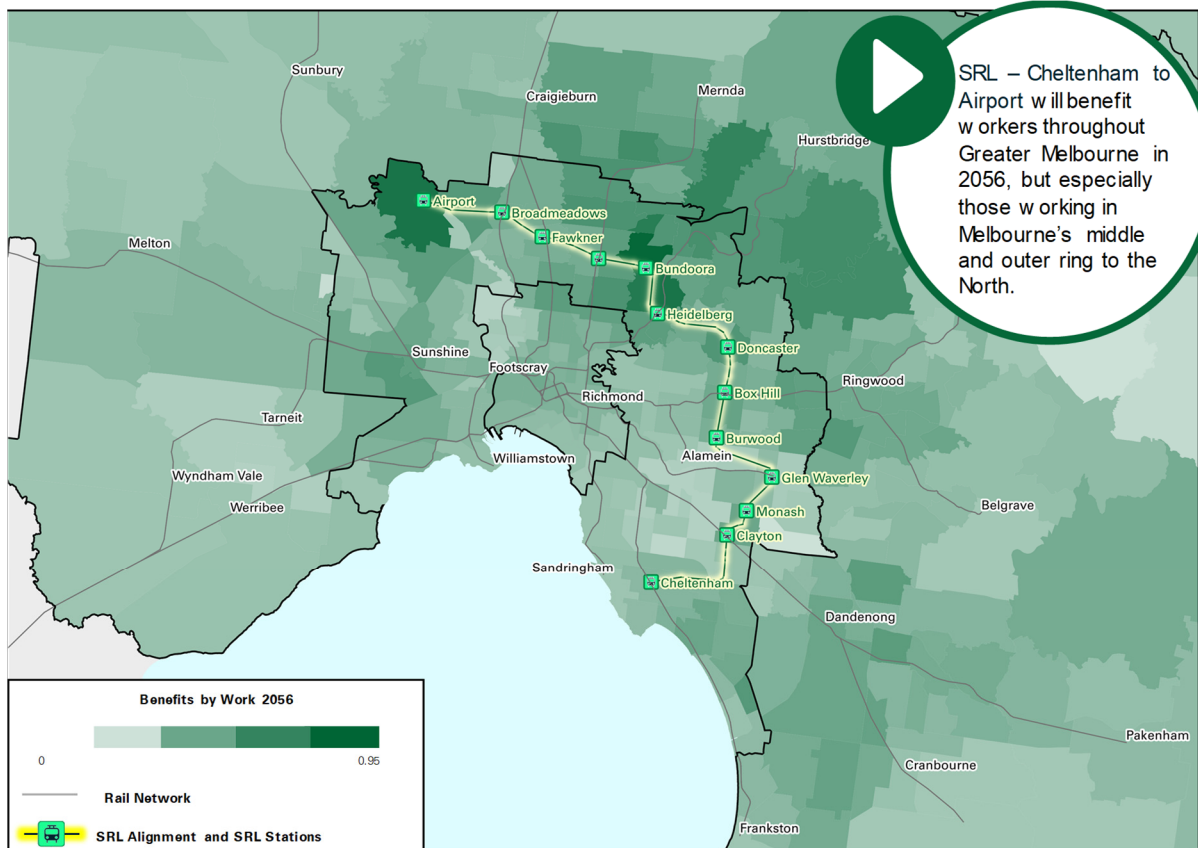 SRL – Cheltenham to
Airport will benefit
workers throughout
Greater Melbourne in
2056, but especially
those working in
Melbourne's middle
and outer ring to the
North.
Sunbury
Craigieburn
Mernda
Hurstbridge
Airport
Broadmeadows
Fawkner
Melton
Bundoora
Heidelberg
Doncaster
Sunshine
Footscray
Ringwood
Richmond
Box Hill
Tarneit
Burwood
Alamein
Williamstown
Wyndham Vale
Glen Waverley
Werribee
Belgrave
Monash
Clayton
Sandringham
Cheltenham
Dandenong
Pakenham
Cranbourne
Frankston
Benefits by Work 2056
0
0.95
Rail Network
SRL Alignment and SRL Stations